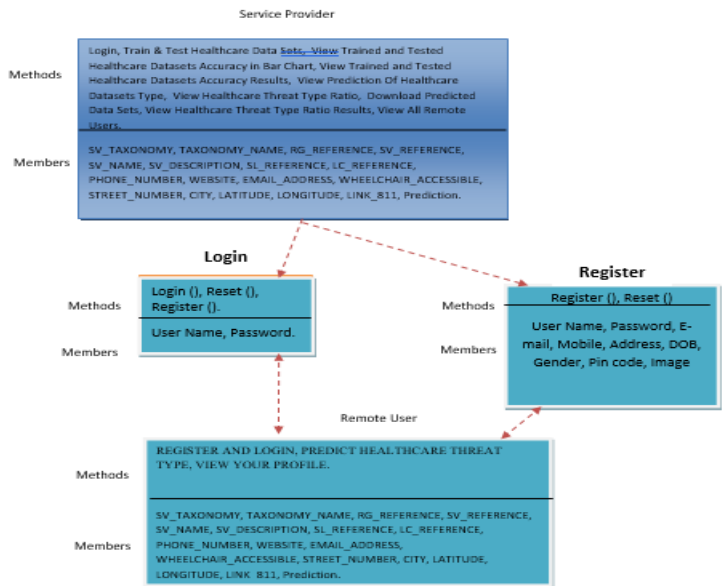 Service Provider
Methods
Login, Train & Test Healthcare Data Sets, View Trained and Tested
Healthcare Datasets Accuracy in Bar Chart, View Trained and Tested
Healthcare Datasets Accuracy Results, View Prediction Of Healthcare
Datasets Type, View Healthcare Threat Type Ratio, Download Predicted
Data Sets, View Healthcare Threat Type Ratio Results, View All Remote
Users.
Members
SV_TAXONOMY, TAXONOMY_NAME, RG_REFERENCE, SV_REFERENCE,
SV_NAME, SV_DESCRIPTION, SL_REFERENCE, LC_REFERENCE,
PHONE_NUMBER, WEBSITE, EMAIL_ADDRESS, WHEELCHAIR_ACCESSIBLE,
STREET_NUMBER, CITY, LATITUDE, LONGITUDE, LINK_811, Prediction.
Login
Methods
Login (), Reset (),
Register ().
Members
User Name, Password.
Register
Methods
Register (), Reset ()
Members
User Name, Password, E-
mail, Mobile, Address, DOB,
Gender, Pin code, Image
Remote User
Methods
REGISTER AND LOGIN, PREDICT HEALTHCARE THREAT
TYPE, VIEW YOUR PROFILE.
Members
SV_TAXONOMY, TAXONOMY_NAME, RG_REFERENCE, SV_REFERENCE,
SV_NAME, SV_DESCRIPTION, SL_REFERENCE, LC_REFERENCE,
PHONE_NUMBER, WEBSITE, EMAIL_ADDRESS,
WHEELCHAIR_ACCESSIBLE, STREET_NUMBER, CITY, LATITUDE,
LONGITUDE, LINK_811, Prediction.